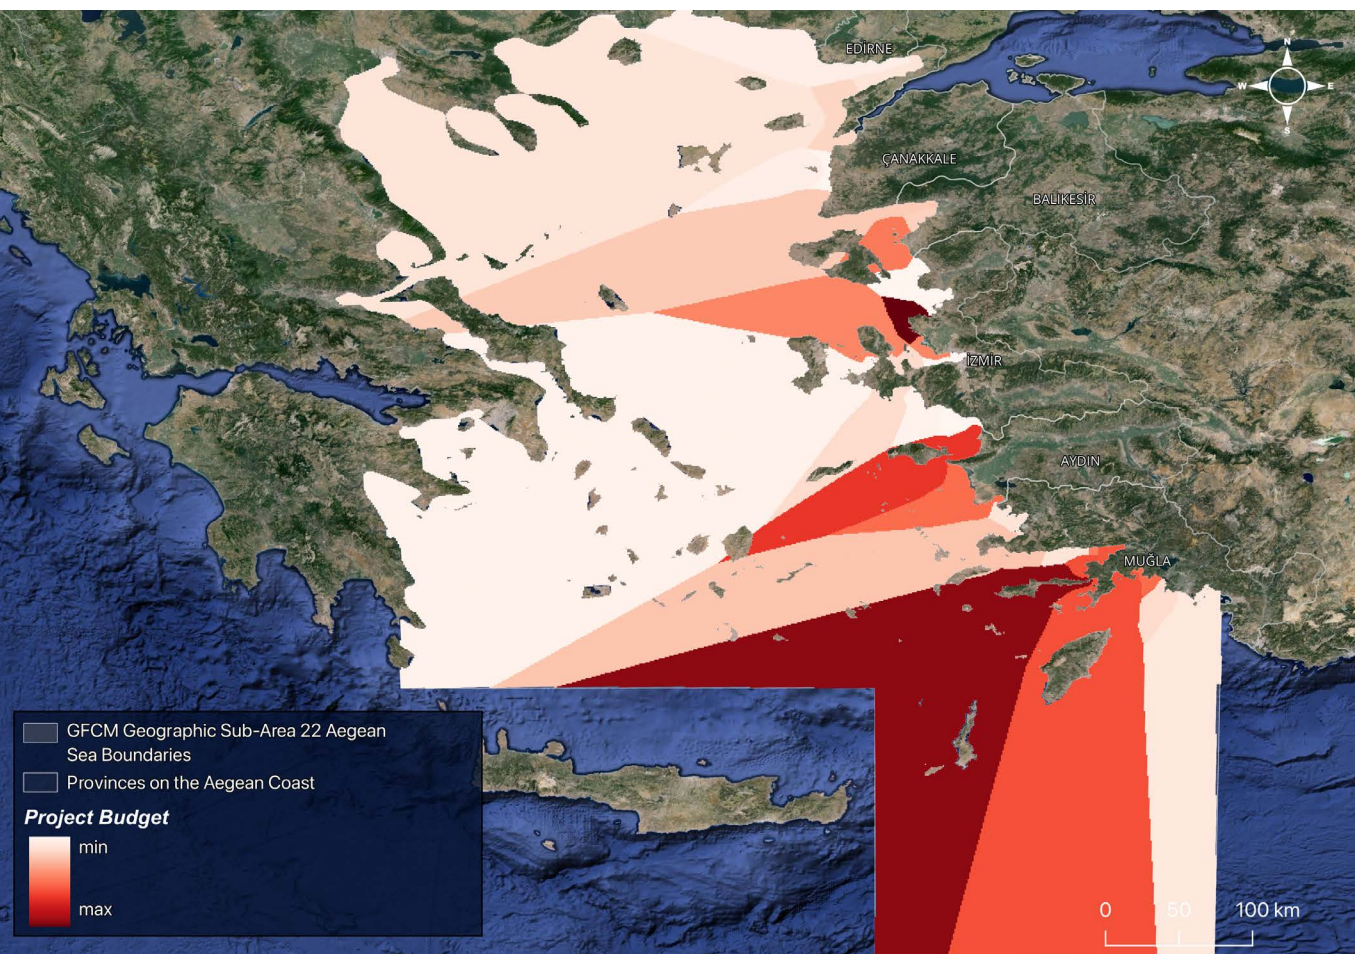 EDİRNE
N
W
E
S
ÇANAKKALE
BALIKESİR
İZMİR
AYDIN
MUĞLA
GFCM Geographic Sub-Area 22 Aegean
Sea Boundaries
Provinces on the Aegean Coast
Project Budget
min
max
0 50 100 km